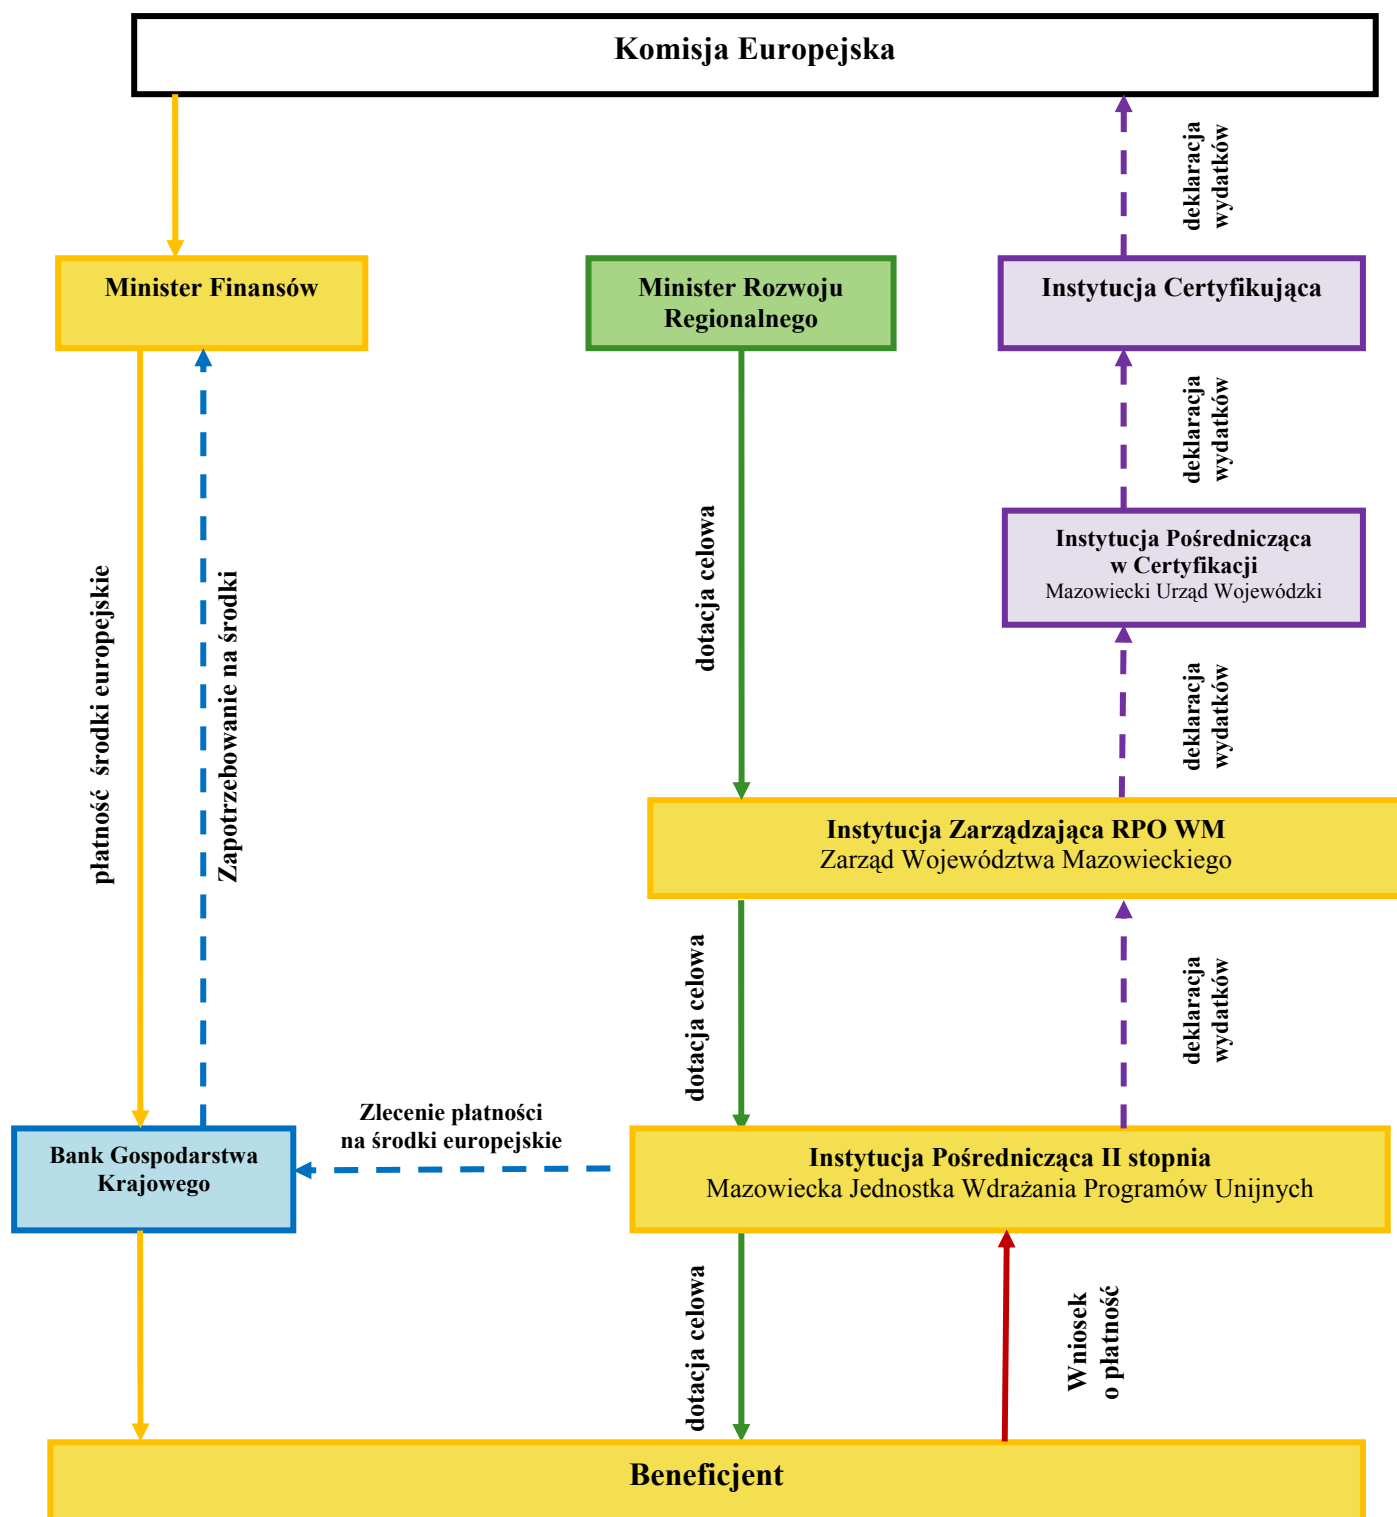 Komisja Europejska
deklaracja
wydatków
Minister Finansów
Minister Rozwoju
Regionalnego
Instytucja Certyfikująca
deklaracja
wydatków
Instytucja Pośrednicząca
w Certyfikacji
Mazowiecki Urząd Wojewódzki
płatność  środki europejskie
Zapotrzebowanie na środki
dotacja celowa
deklaracja
wydatków
Instytucja Zarządzająca RPO WM
Zarząd Województwa Mazowieckiego
dotacja celowa
deklaracja
wydatków
Zlecenie płatności
na środki europejskie
Bank Gospodarstwa
Krajowego
Instytucja Pośrednicząca II stopnia
Mazowiecka Jednostka Wdrażania Programów Unijnych
dotacja celowa
Wniosek
o płatność
Beneficjent